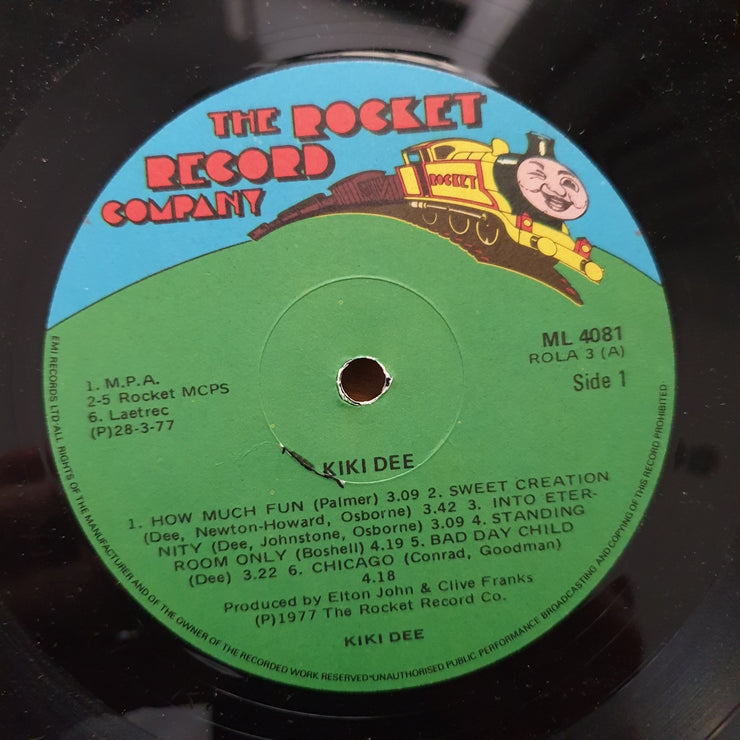 THE ROCKET
RECORD
COMPANY
ROCKET
ML 4081
ROLA 3 (A)
Side 1
1. M.P.A.
2-5 Rocket MCPS
6. Laetrec
(P)28-3-77
KIKI DEE
1. HOW MUCH FUN (Palmer) 3.09 2. SWEET CREATION
(Dee, Newton-Howard, Osborne) 3.42 3. INTO ETER-
NITY (Dee, Johnstone, Osborne) 3.09 4. STANDING
ROOM ONLY (Boshell) 4.19 5. BAD DAY CHILD
(Dee) 3.22 6. CHICAGO (Conrad, Goodman)
4.18
Produced by Elton John & Clive Franks
(P)1977 The Rocket Record Co.
KIKI DEE
EMI RECORDS LTD·ALL RIGHTS OF THE MANUFACTURER AND OF THE OWNER OF THE RECORDED WORK RESERVED·UNAUTHORISED PUBLIC PERFORMANCE BROADCASTING AND COPYING OF THIS RECORD PROHIBITED·